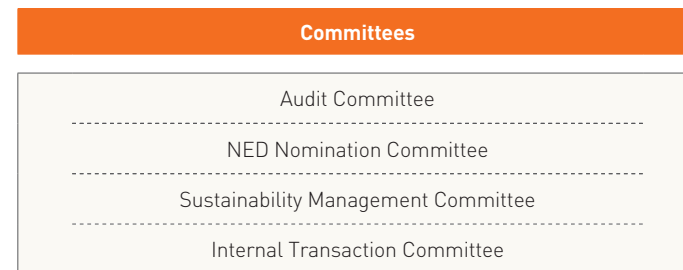 Committees
Audit Committee
NED Nomination Committee
Sustainability Management Committee
Internal Transaction Committee